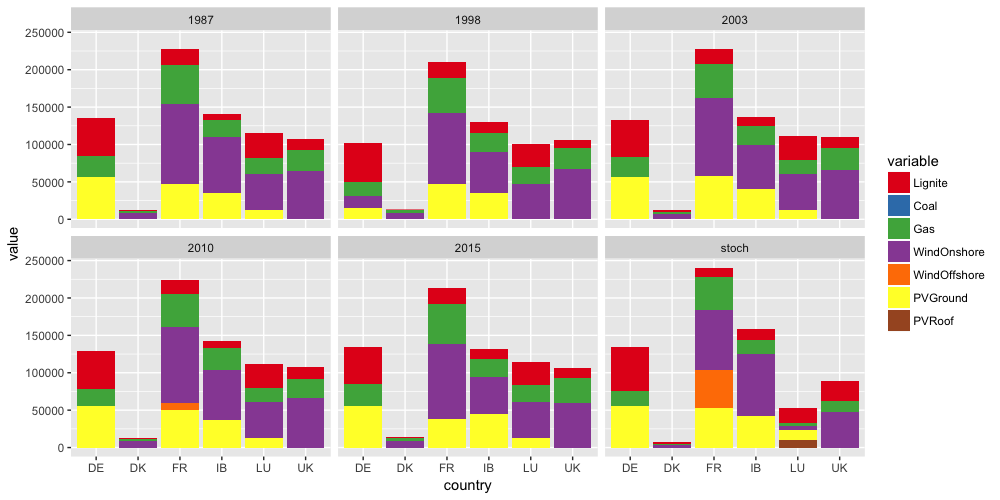 1987 1998 2003
250000
200000
150000
100000
50000
0
2010 2015 stoch
250000
200000
150000
100000
50000
0
DE DK FR IB LU UK DE DK FR IB LU UK DE DK FR IB LU UK
country
value
variable
Lignite
Coal
Gas
WindOnshore
WindOffshore
PVGround
PVRoof